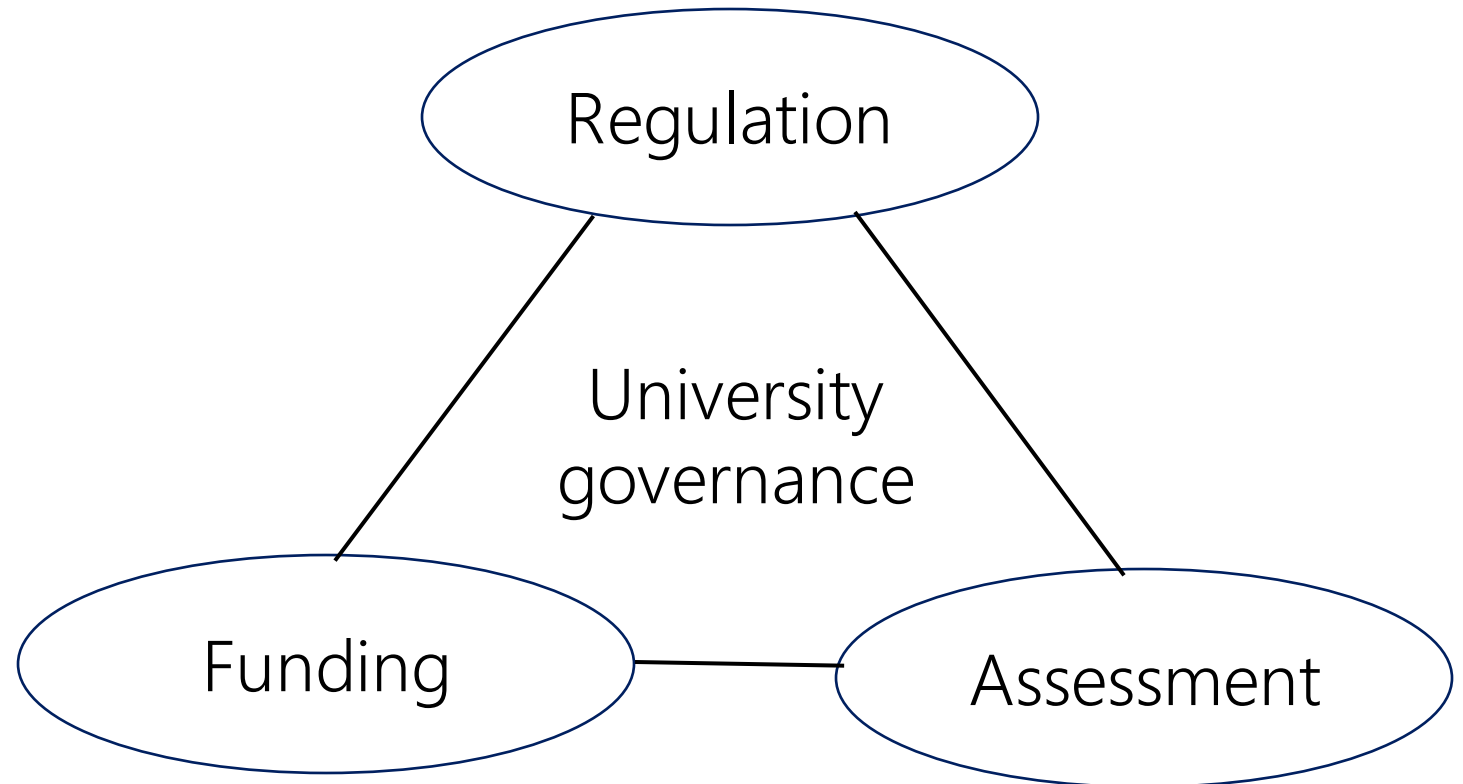 Regulation
University
governance
Funding
Assessment